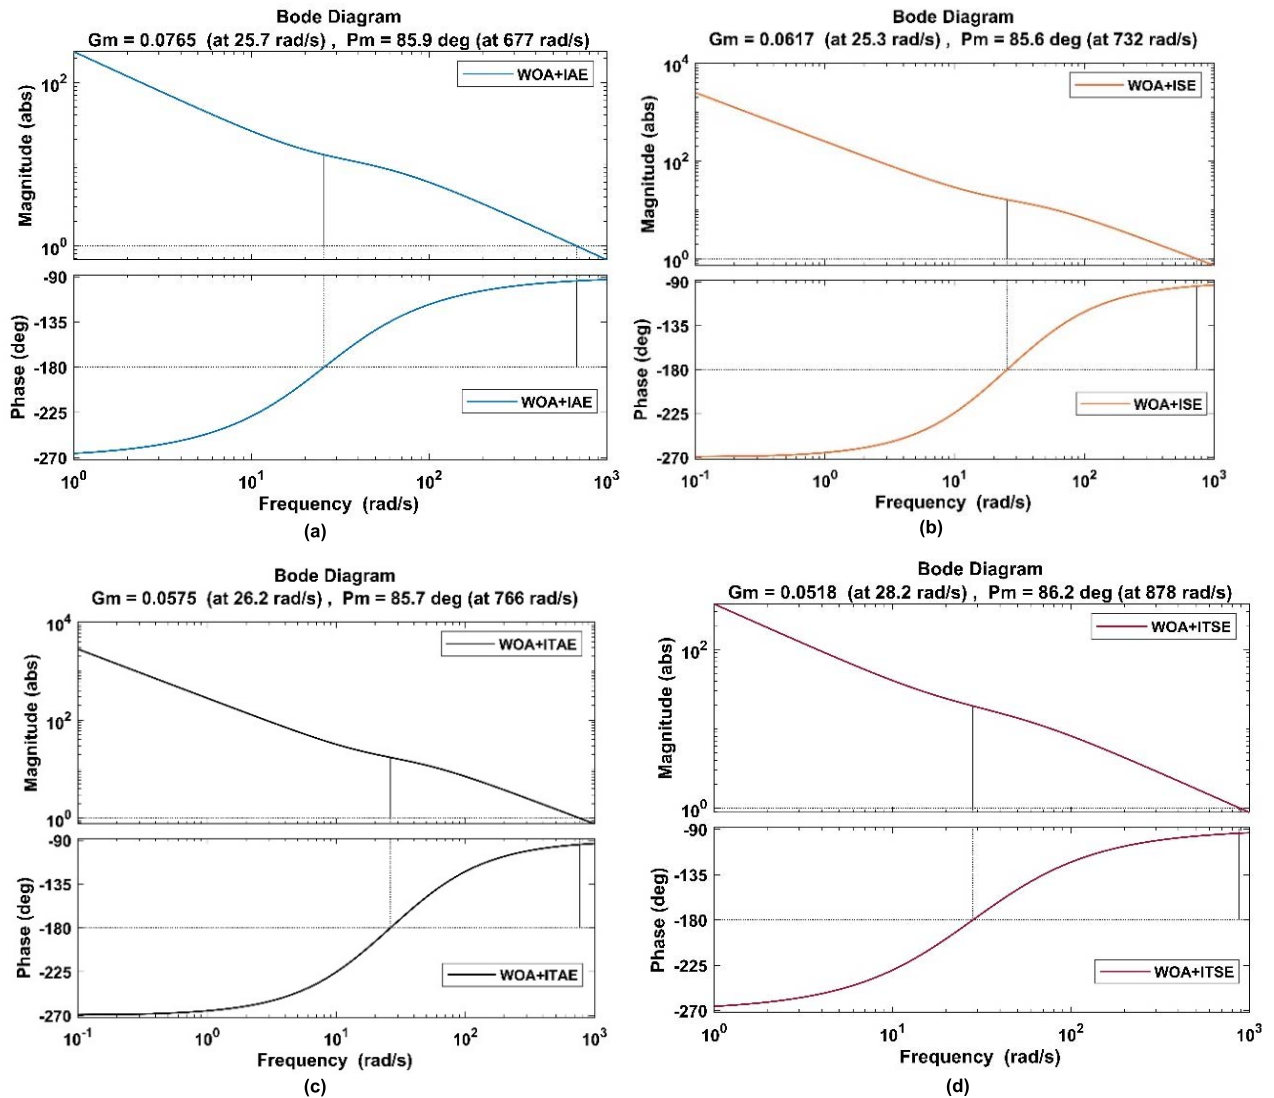 Bode Diagram
Gm = 0.0765 (at 25.7 rad/s) , Pm = 85.9 deg (at 677 rad/s)
WOA+IAE
Magnitude (abs)
10^2
10^0
Phase (deg)
-90
-135
-180
-225
-270
WOA+IAE
10^0 10^1 10^2 10^3
Frequency (rad/s)
(a)
Bode Diagram
Gm = 0.0617 (at 25.3 rad/s) , Pm = 85.6 deg (at 732 rad/s)
WOA+ISE
Magnitude (abs)
10^4
10^2
10^0
Phase (deg)
-90
-135
-180
-225
-270
WOA+ISE
10^-1 10^0 10^1 10^2 10^3
Frequency (rad/s)
(b)
Bode Diagram
Gm = 0.0575 (at 26.2 rad/s) , Pm = 85.7 deg (at 766 rad/s)
WOA+ITAE
Magnitude (abs)
10^4
10^2
10^0
Phase (deg)
-90
-135
-180
-225
-270
WOA+ITAE
10^-1 10^0 10^1 10^2 10^3
Frequency (rad/s)
(c)
Bode Diagram
Gm = 0.0518 (at 28.2 rad/s) , Pm = 86.2 deg (at 878 rad/s)
WOA+ITSE
Magnitude (abs)
10^2
10^0
Phase (deg)
-90
-135
-180
-225
-270
WOA+ITSE
10^0 10^1 10^2 10^3
Frequency (rad/s)
(d)